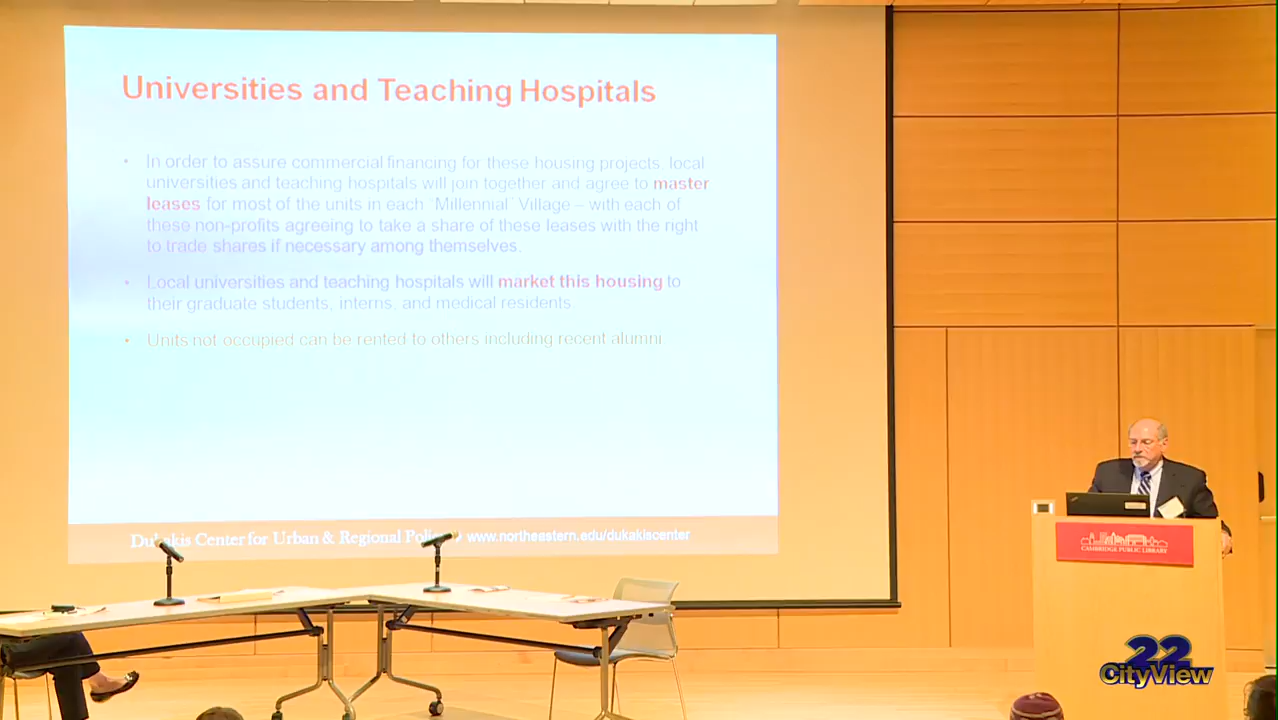 Universities and Teaching Hospitals
• In order to assure commercial financing for these housing projects, local
universities and teaching hospitals will join together and agree to master
leases for most of the units in each "Millennial" Village – with each of
these non-profits agreeing to take a share of these leases with the right
to trade shares if necessary among themselves.
• Local universities and teaching hospitals will market this housing to
their graduate students, interns, and medical residents
• Units not occupied can be rented to others including recent alumni
Dukakis Center for Urban & Regional Policy www.northeastern.edu/dukakiscenter
CAMBRIDGE PUBLIC LIBRARY
22
CityView